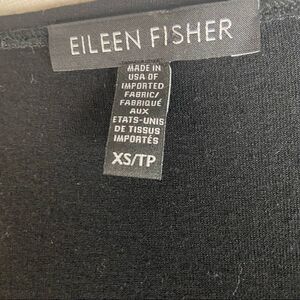 EILEEN FISHER
MADE IN
USA OF
IMPORTED
FABRIC/
FABRIQUÉ
AUX
ETATS-UNIS
DE TISSUS
IMPORTÉS
XS/TP